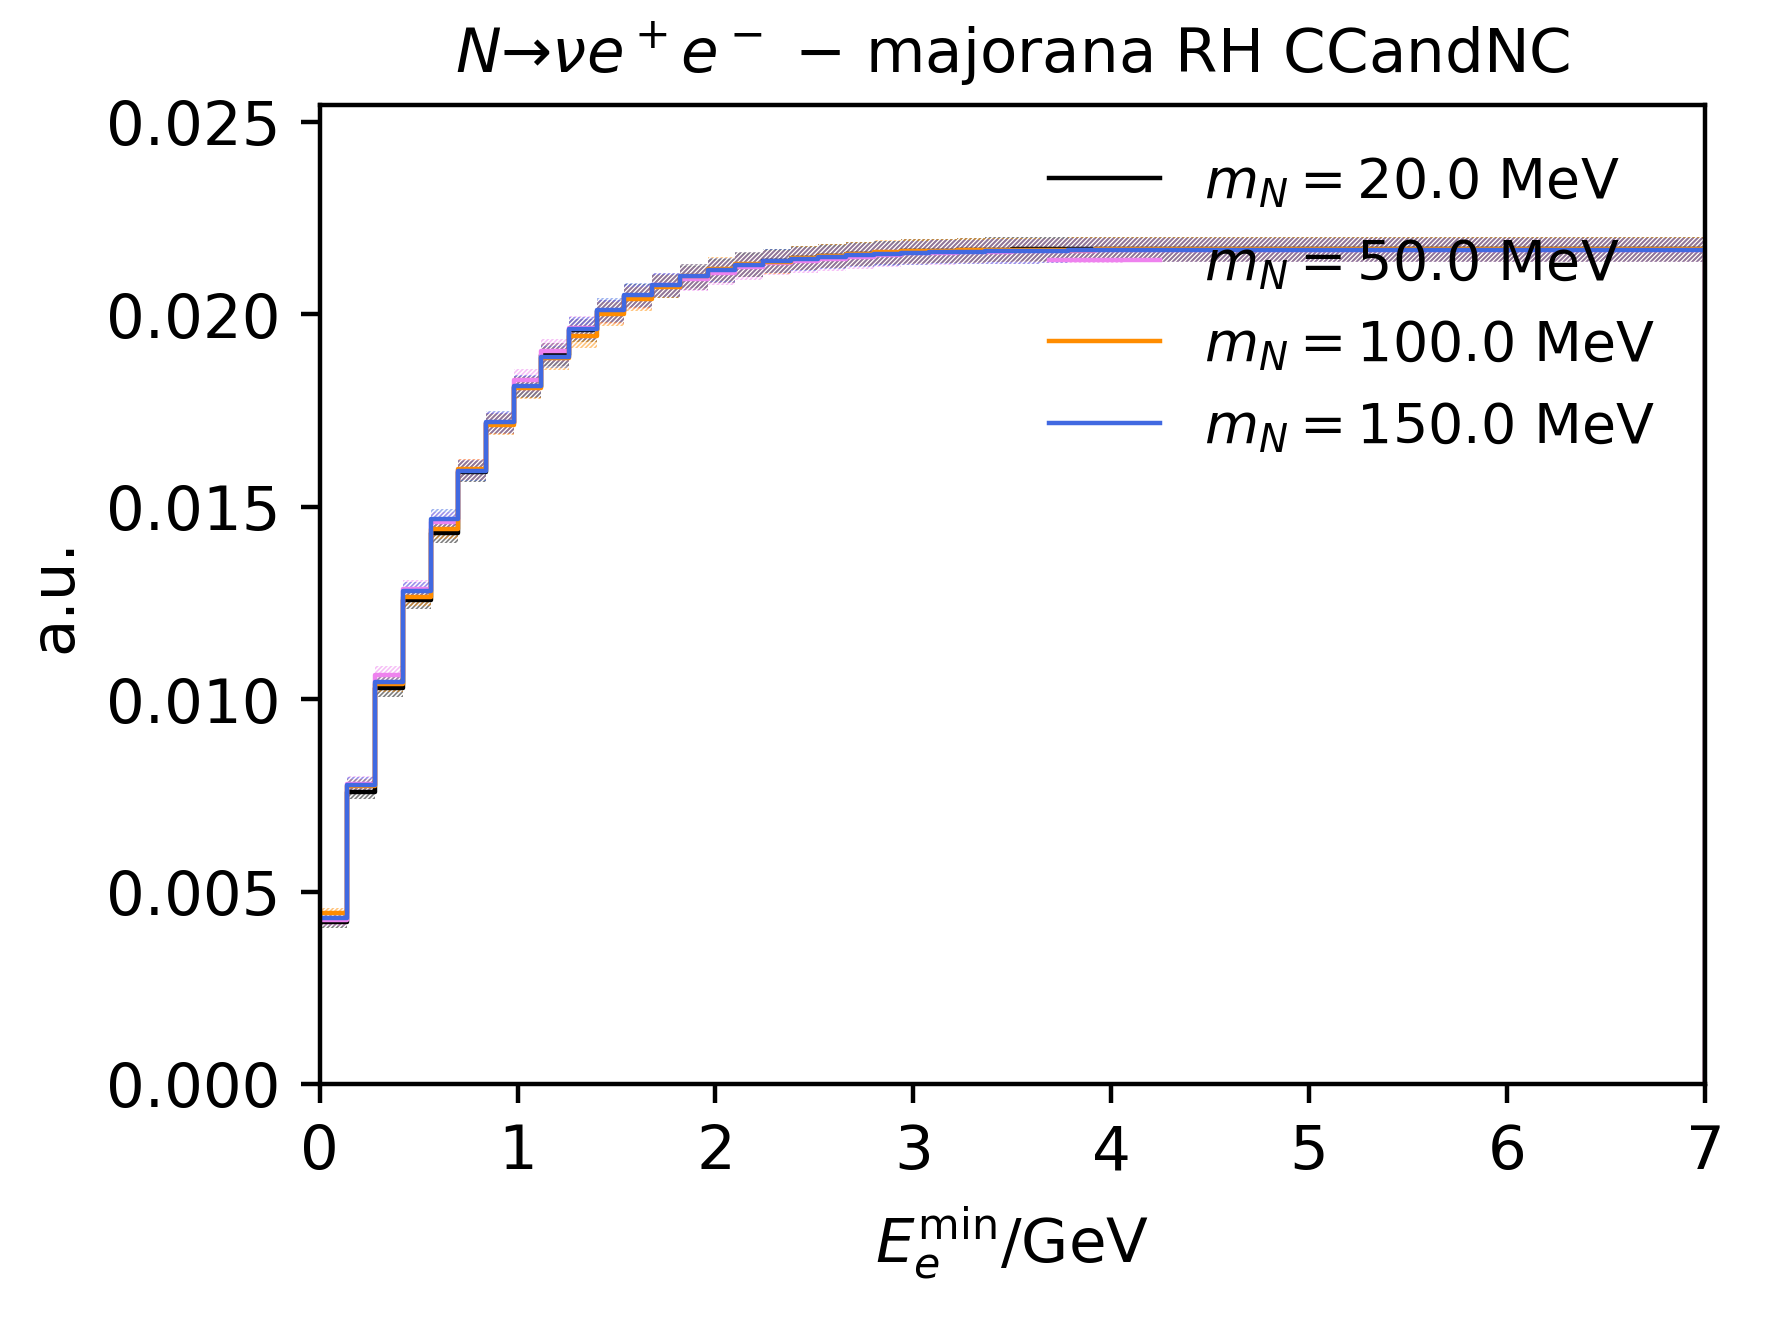 N→νe⁺e⁻ − majorana RH CCandNC
0.025
0.020
0.015
0.010
0.005
0.000
a.u.
m_N = 20.0 MeV
m_N = 50.0 MeV
m_N = 100.0 MeV
m_N = 150.0 MeV
0 1 2 3 4 5 6 7
E_e^min/GeV